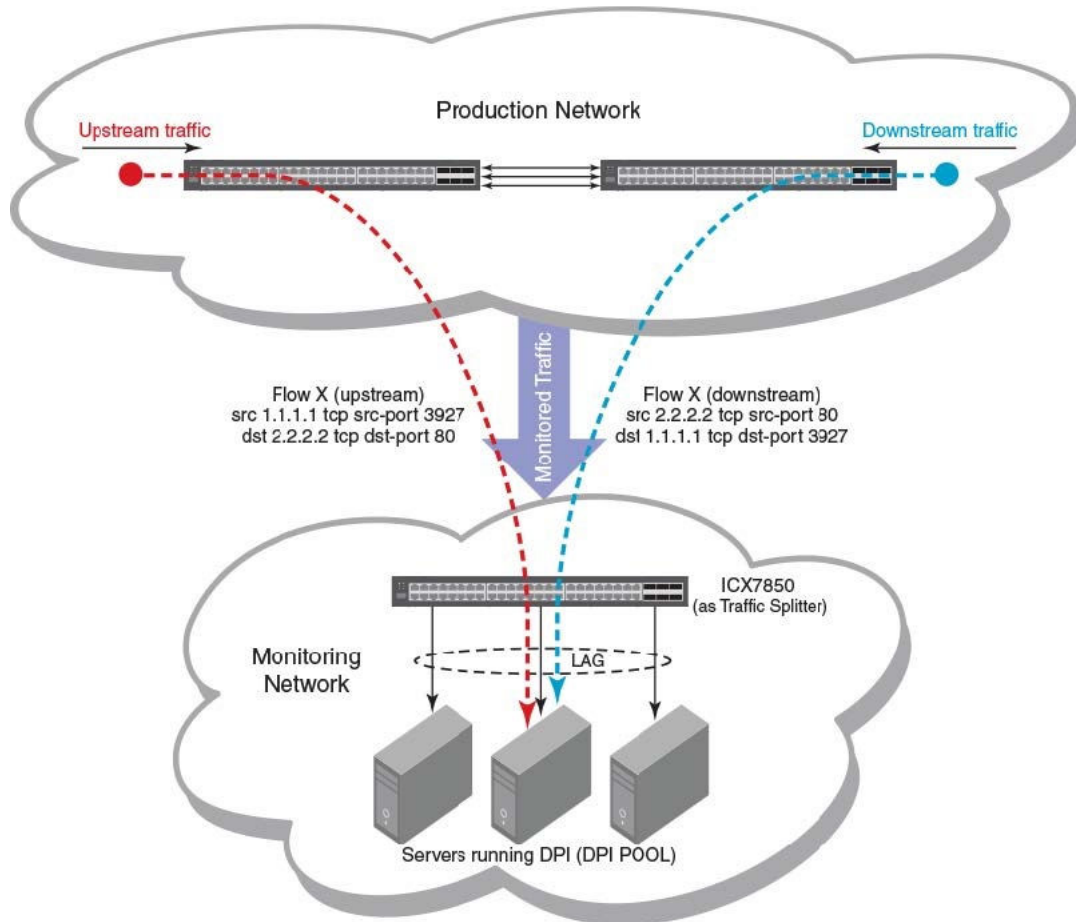 Production Network
Upstream traffic
Downstream traffic
Flow X (upstream)
src 1.1.1.1 tcp src-port 3927
dst 2.2.2.2 tcp dst-port 80
Monitored Traffic
Flow X (downstream)
src 2.2.2.2 tcp src-port 80
dst 1.1.1.1 tcp dst-port 3927
ICX7850
(as Traffic Splitter)
LAG
Monitoring
Network
Servers running DPI (DPI POOL)